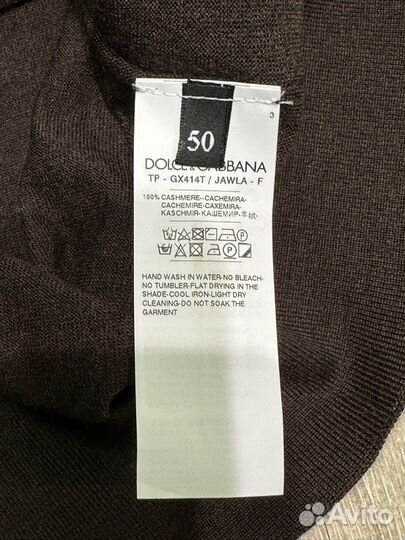 3
50
DOLCE & GABBANA
TP - GX414T / JAWLA - F
100% CASHMERE--CACHEMIRA-
CACHEMIRE-CAXEMIRA-
KASCHMIR-КАШЕМИР-羊绒-
HAND WASH IN WATER-NO BLEACH-
NO TUMBLER-FLAT DRYING IN THE
SHADE-COOL IRON-LIGHT DRY
CLEANING-DO NOT SOAK THE
GARMENT
Avito